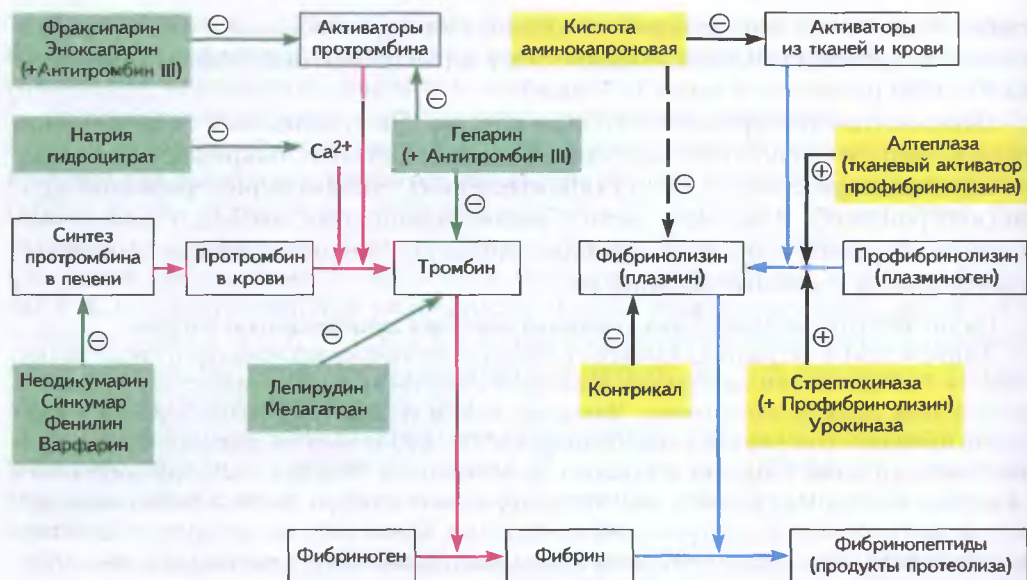 Фраксипарин
Эноксапарин
(+Антитромбин III)
⊖
Активаторы
протромбина
Кислота
аминокапроновая
⊖
Активаторы
из тканей и крови
Натрия
гидроцитрат
⊖
Ca2+
⊖
Гепарин
(+ Антитромбин III)
⊖
⊖
Алтеплаза
(тканевый активатор
профибринолизина)
⊕
Синтез
протромбина
в печени
Протромбин
в крови
Тромбин
Фибринолизин
(плазмин)
Профибринолизин
(плазминоген)
⊖
⊖
⊖
⊕
Неодикумарин
Синкумар
Фенилин
Варфарин
Лепирудин
Мелагатран
Контрикал
Стрептокиназа
(+ Профибринолизин)
Урокиназа
Фибриноген
Фибрин
Фибринопептиды
(продукты протеолиза)